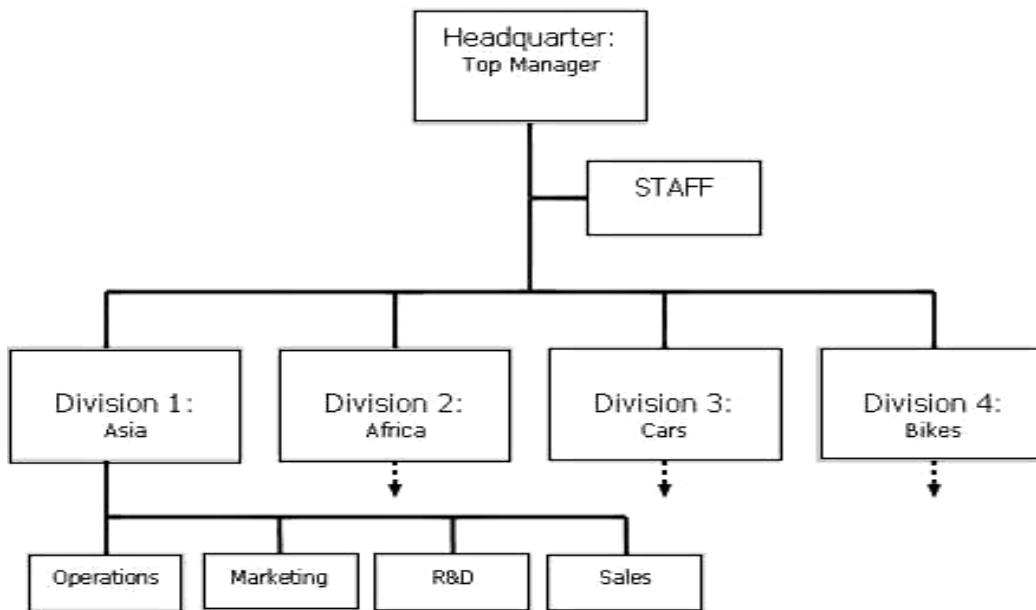 Headquarter:
Top Manager
STAFF
Division 1:
Asia
Division 2:
Africa
Division 3:
Cars
Division 4:
Bikes
Operations
Marketing
R&D
Sales